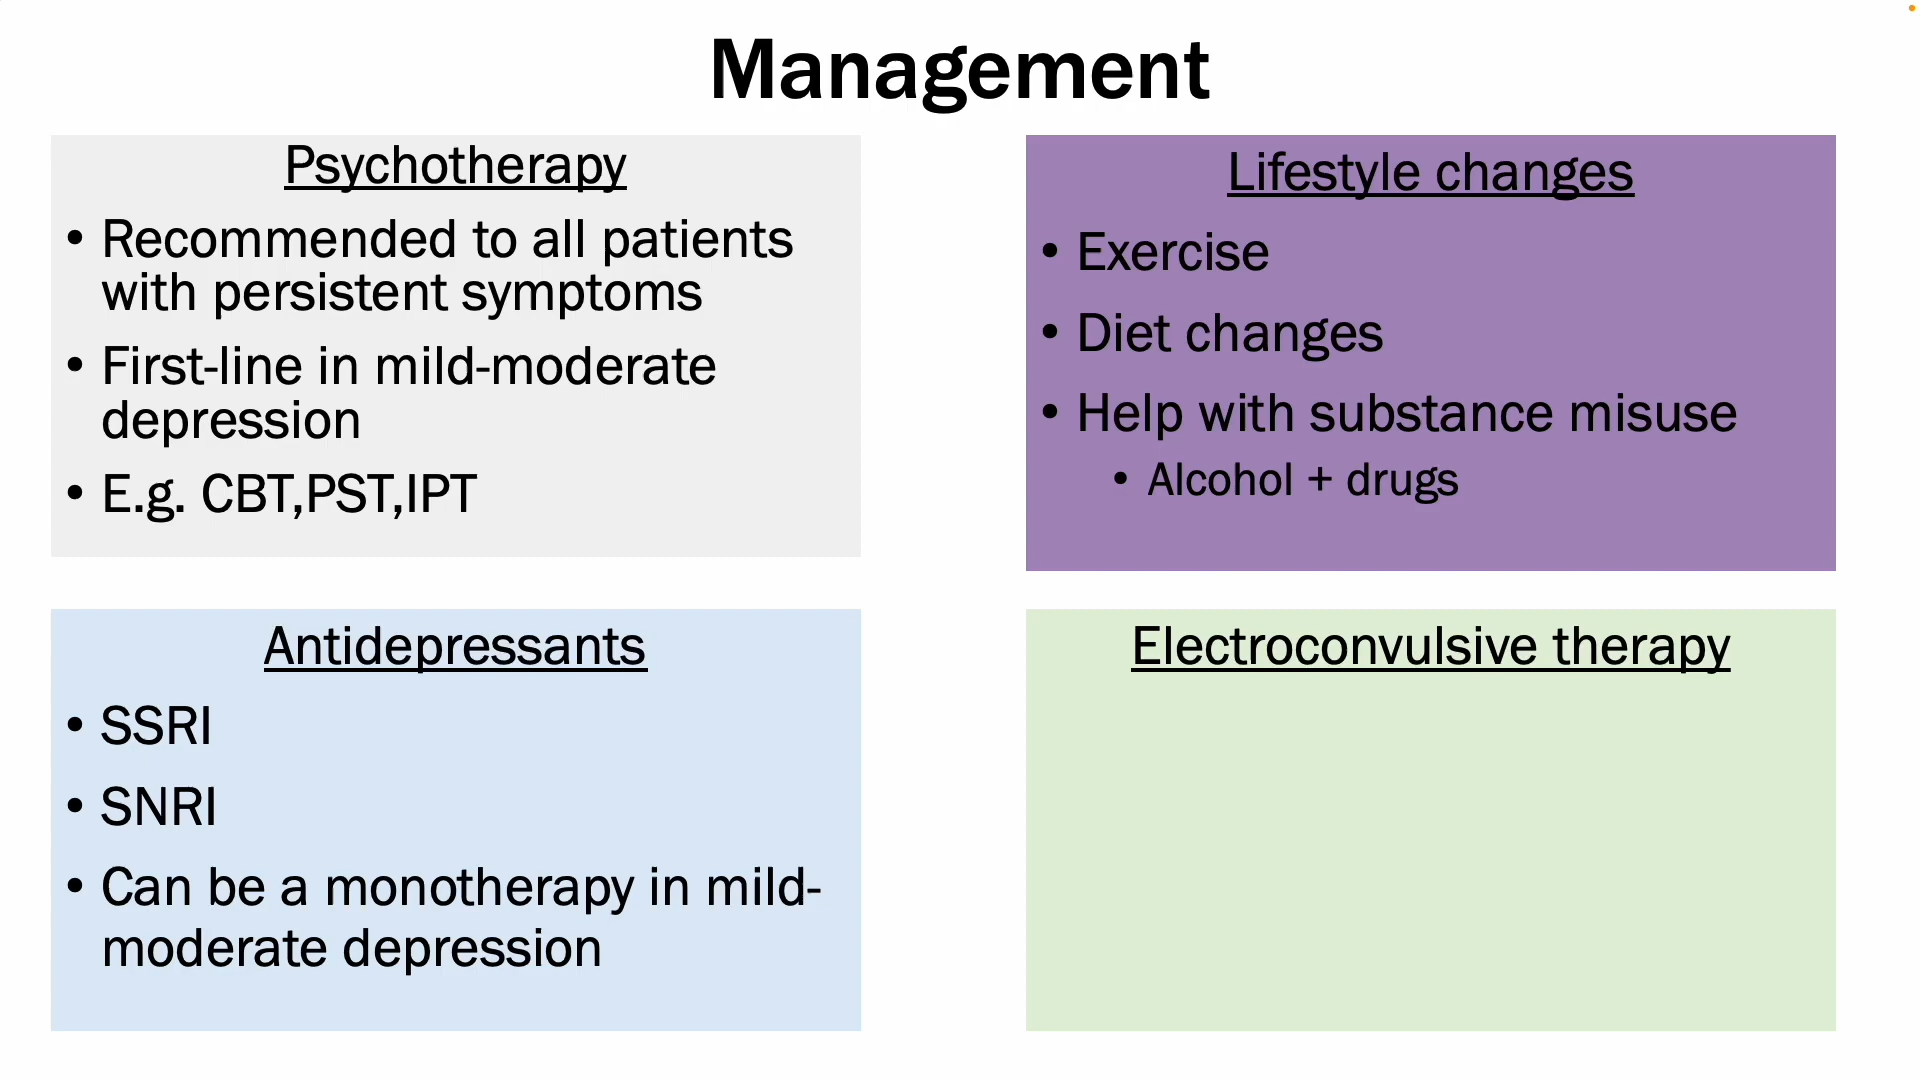 Management
Psychotherapy
• Recommended to all patients
with persistent symptoms
• First-line in mild-moderate
depression
• E.g. CBT,PST,IPT
Lifestyle changes
• Exercise
• Diet changes
• Help with substance misuse
• Alcohol + drugs
Antidepressants
• SSRI
• SNRI
• Can be a monotherapy in mild-
moderate depression
Electroconvulsive therapy